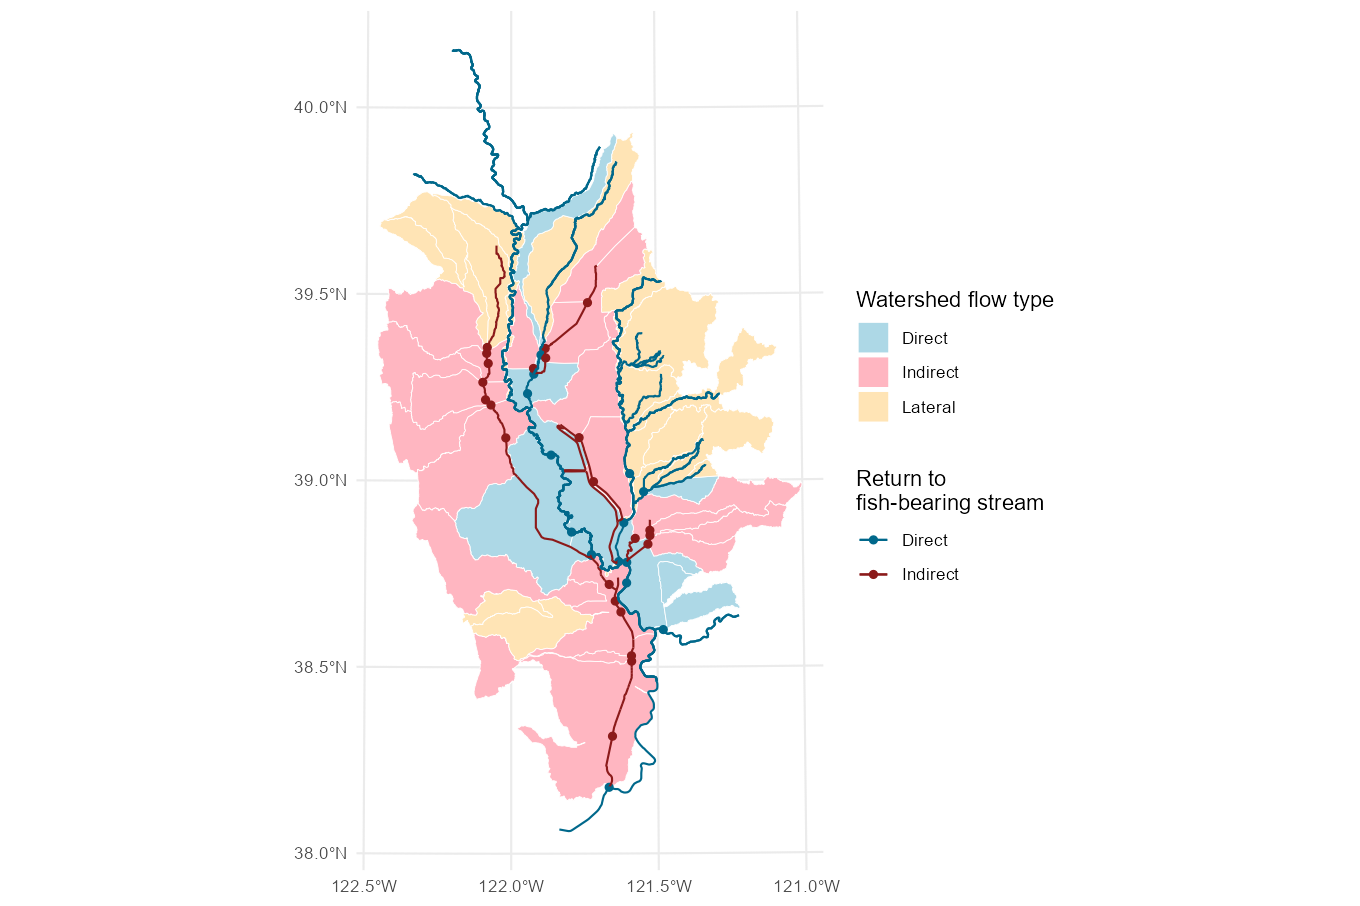 40.0°N
39.5°N
39.0°N
38.5°N
38.0°N
122.5°W
122.0°W
121.5°W
121.0°W
Watershed flow type
Direct
Indirect
Lateral
Return to
fish-bearing stream
Direct
Indirect